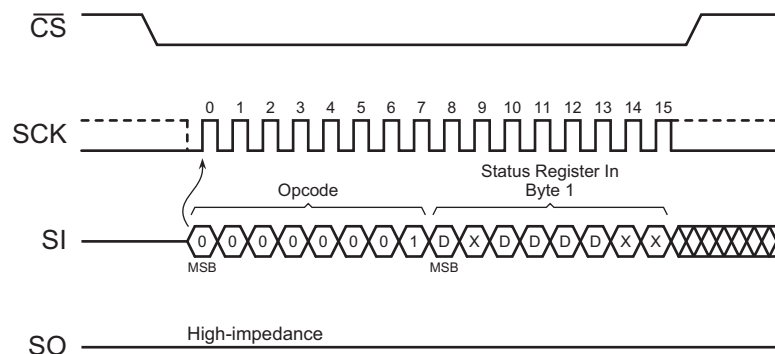 CS
0 1 2 3 4 5 6 7 8 9 10 11 12 13 14 15
SCK
Opcode
Status Register In
Byte 1
SI
0 0 0 0 0 0 0 1 D X D D D D X X
MSB MSB
High-impedance
SO